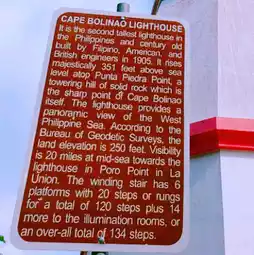 CAPE BOLINAO LIGHTHOUSE
It is the second tallest lighthouse in
the Philippines and century old
built by Filipino, American, and
British engineers in 1905. It rises
majestically 351 feet above sea
level atop Punta Piedra Point, a
towering hill of solid rock which is
the sharp point of Cape Bolinao
itself. The lighthouse provides a
panoramic view of the West
Philippine Sea. According to the
Bureau of Geodetic Surveys, the
land elevation is 250 feet. Visibility
is 20 miles at mid-sea towards the
lighthouse in Poro Point in La
Union. The winding stair has 6
platforms with 20 steps or rungs
for a total of 120 steps plus 14
more to the illumination rooms, or
an over-all total of 134 steps.